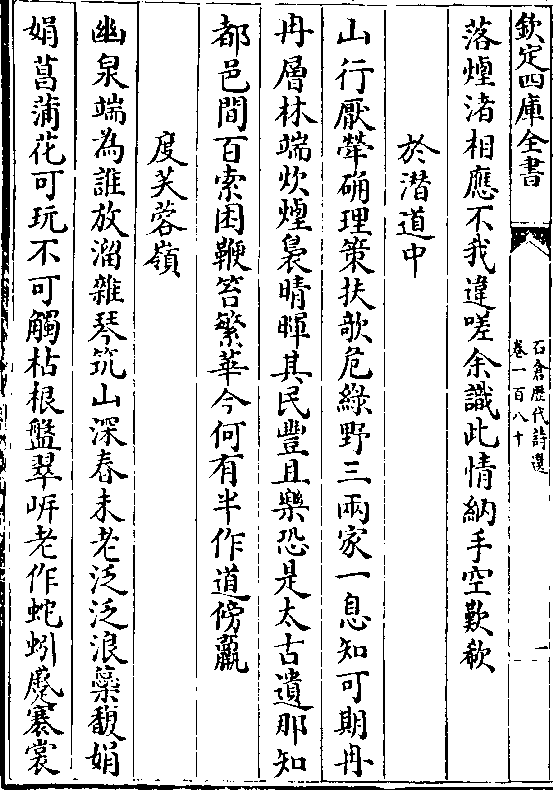 欽定四庫全書
石倉歷代詩選
卷一百八十
一
落煙渚相應不我違嗟余識此情納手空歎欷
於潛道中
山行厭犖确理策扶欹危綠野三兩家一息知可期冉
冉層林端炊煙裊晴暉其民豐且樂恐是太古遺那知
都邑間百索困鞭笞繁華今何有半作道傍羸
度芙蓉嶺
幽泉端為誰放溜雜琴筑山深春未老泛泛浪蘂馥娟
娟菖蒲花可玩不可觸枯根盤翠岍老作蛇蚓蹙褰裳